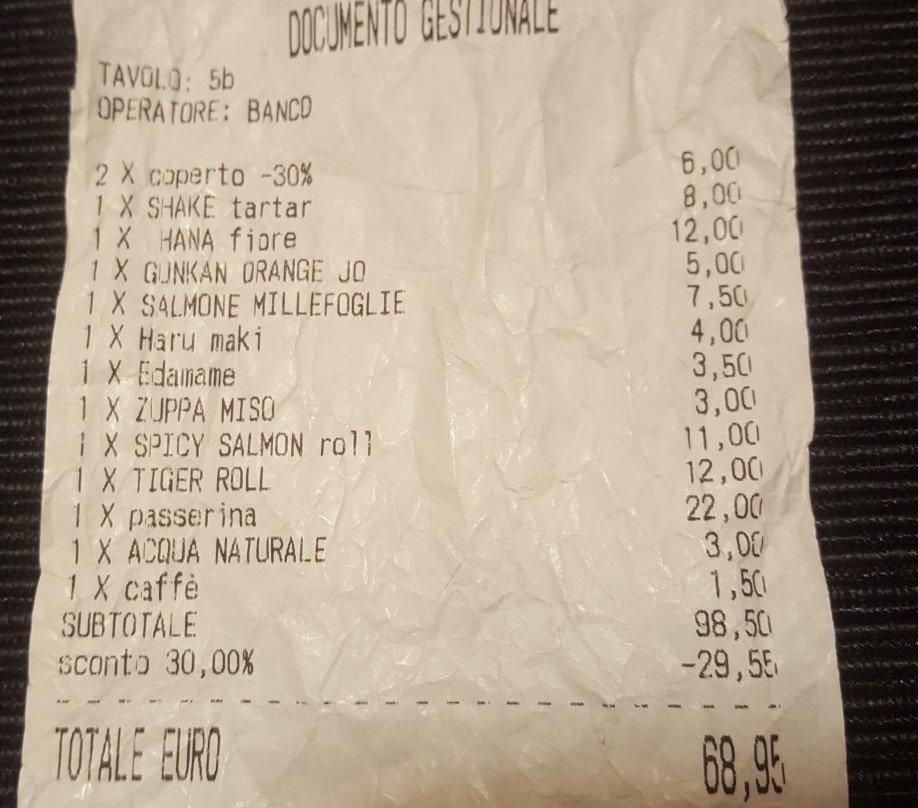 DOCUMENTO GESTIONALE
TAVOLO: 5b
OPERATORE: BANCO
2 X coperto -30% 6,00
1 X SHAKE tartar 8,00
1 X HANA fiore 12,00
1 X GUNKAN ORANGE JO 5,00
1 X SALMONE MILLEFOGLIE 7,50
1 X Haru maki 4,00
1 X Edamame 3,50
1 X ZUPPA MISO 3,00
1 X SPICY SALMON roll 11,00
1 X TIGER ROLL 12,00
1 X passerina 22,00
1 X ACQUA NATURALE 3,00
1 X caffè 1,50
SUBTOTALE 98,50
sconto 30,00% -29,55
TOTALE EURO 68,95